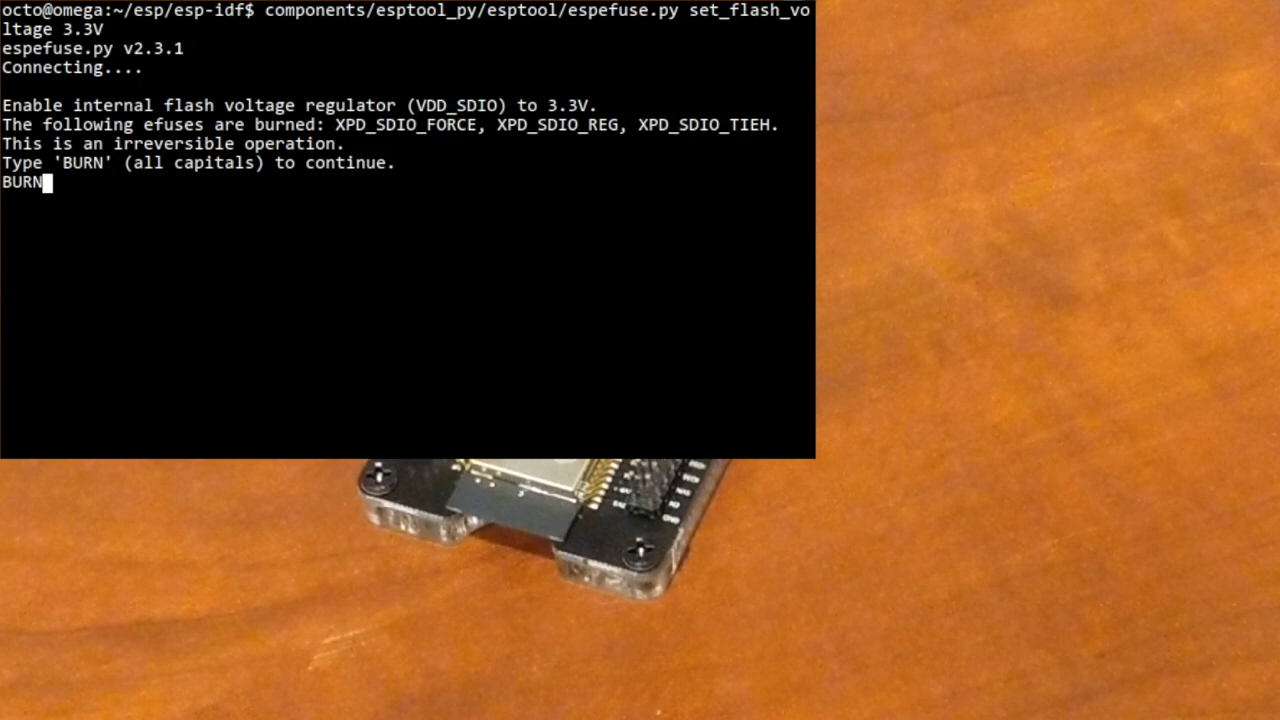 octo@omega:~/esp/esp-idf$ components/esptool_py/esptool/espefuse.py set_flash_vo
ltage 3.3V
espefuse.py v2.3.1
Connecting....
Enable internal flash voltage regulator (VDD_SDIO) to 3.3V.
The following efuses are burned: XPD_SDIO_FORCE, XPD_SDIO_REG, XPD_SDIO_TIEH.
This is an irreversible operation.
Type 'BURN' (all capitals) to continue.
BURN
EN
GND